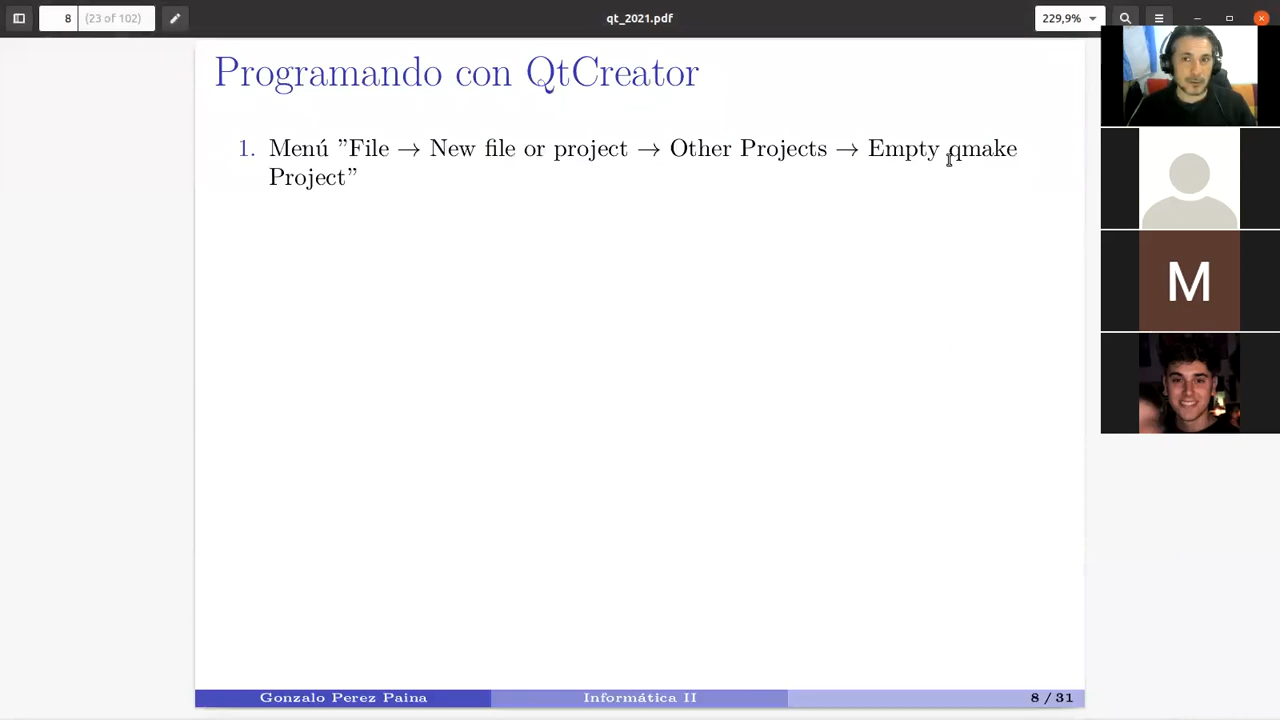 8 (23 of 102) qt_2021.pdf 229,9%
Programando con QtCreator
1. Menú ”File → New file or project → Other Projects → Empty qmake
Project”
M
Gonzalo Perez Paina Informática II 8 / 31